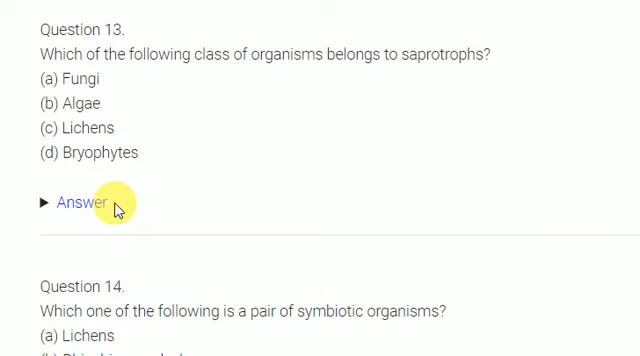 Question 13.
Which of the following class of organisms belongs to saprotrophs?
(a) Fungi
(b) Algae
(c) Lichens
(d) Bryophytes
Answer
Question 14.
Which one of the following is a pair of symbiotic organisms?
(a) Lichens
(b)